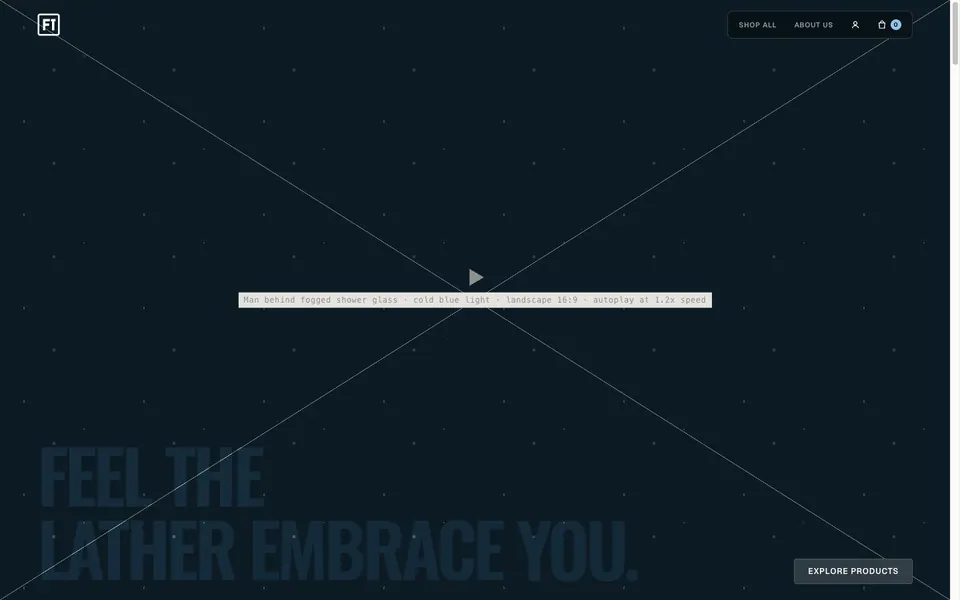 FT
SHOP ALL
ABOUT US
0
Man behind fogged shower glass · cold blue light · landscape 16:9 · autoplay at 1.2x speed
FEEL THE
LATHER EMBRACE YOU.
EXPLORE PRODUCTS